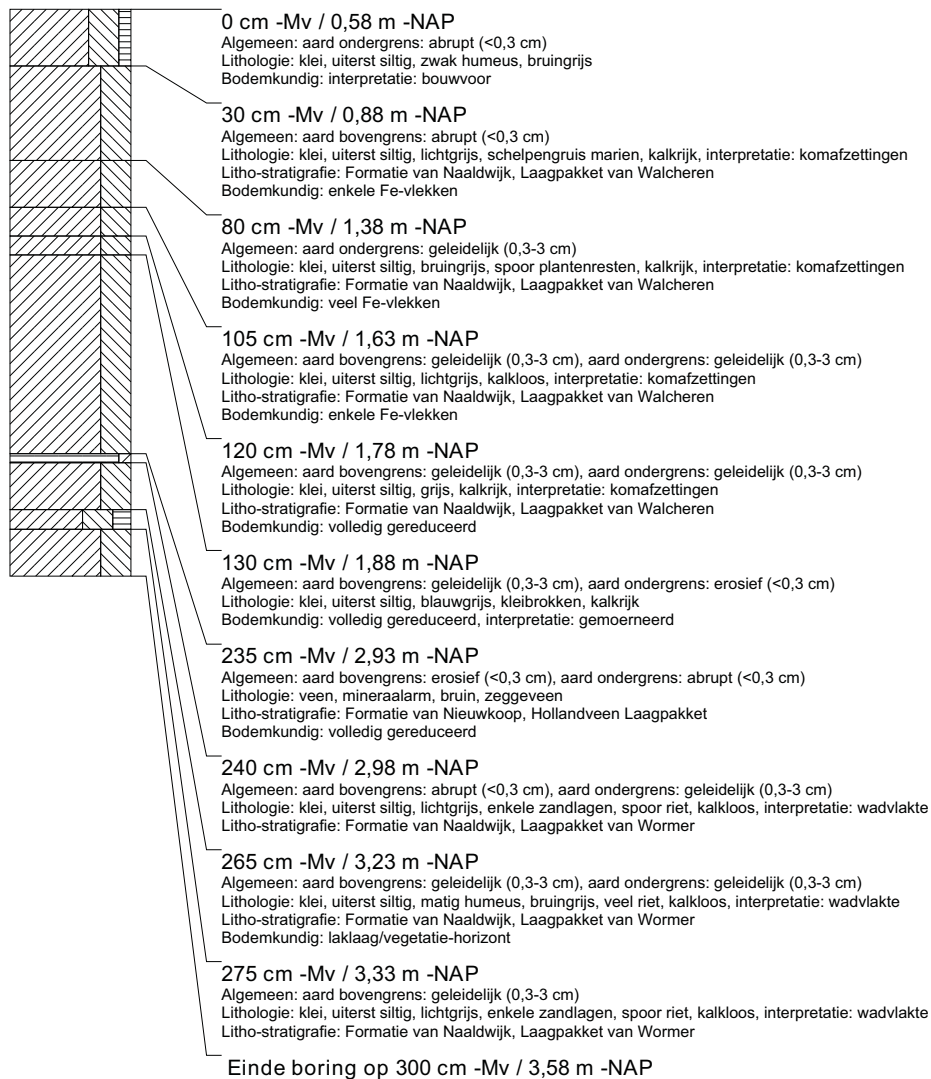 0 cm -Mv / 0,58 m -NAP
Algemeen: aard ondergrens: abrupt (<0,3 cm)
Lithologie: klei, uiterst siltig, zwak humeus, bruingrijs
Bodemkundig: interpretatie: bouwvoor
30 cm -Mv / 0,88 m -NAP
Algemeen: aard bovengrens: abrupt (<0,3 cm)
Lithologie: klei, uiterst siltig, lichtgrijs, schelpengruis marien, kalkrijk, interpretatie: komafzettingen
Litho-stratigrafie: Formatie van Naaldwijk, Laagpakket van Walcheren
Bodemkundig: enkele Fe-vlekken
80 cm -Mv / 1,38 m -NAP
Algemeen: aard ondergrens: geleidelijk (0,3-3 cm)
Lithologie: klei, uiterst siltig, bruingrijs, spoor plantenresten, kalkrijk, interpretatie: komafzettingen
Litho-stratigrafie: Formatie van Naaldwijk, Laagpakket van Walcheren
Bodemkundig: veel Fe-vlekken
105 cm -Mv / 1,63 m -NAP
Algemeen: aard bovengrens: geleidelijk (0,3-3 cm), aard ondergrens: geleidelijk (0,3-3 cm)
Lithologie: klei, uiterst siltig, lichtgrijs, kalkloos, interpretatie: komafzettingen
Litho-stratigrafie: Formatie van Naaldwijk, Laagpakket van Walcheren
Bodemkundig: enkele Fe-vlekken
120 cm -Mv / 1,78 m -NAP
Algemeen: aard bovengrens: geleidelijk (0,3-3 cm), aard ondergrens: geleidelijk (0,3-3 cm)
Lithologie: klei, uiterst siltig, grijs, kalkrijk, interpretatie: komafzettingen
Litho-stratigrafie: Formatie van Naaldwijk, Laagpakket van Walcheren
Bodemkundig: volledig gereduceerd
130 cm -Mv / 1,88 m -NAP
Algemeen: aard bovengrens: geleidelijk (0,3-3 cm), aard ondergrens: erosief (<0,3 cm)
Lithologie: klei, uiterst siltig, blauwgrijs, kleibrokken, kalkrijk
Bodemkundig: volledig gereduceerd, interpretatie: gemoerneerd
235 cm -Mv / 2,93 m -NAP
Algemeen: aard bovengrens: erosief (<0,3 cm), aard ondergrens: abrupt (<0,3 cm)
Lithologie: veen, mineraalarm, bruin, zeggeveen
Litho-stratigrafie: Formatie van Nieuwkoop, Hollandveen Laagpakket
Bodemkundig: volledig gereduceerd
240 cm -Mv / 2,98 m -NAP
Algemeen: aard bovengrens: abrupt (<0,3 cm), aard ondergrens: geleidelijk (0,3-3 cm)
Lithologie: klei, uiterst siltig, lichtgrijs, enkele zandlagen, spoor riet, kalkloos, interpretatie: wadvlakte
Litho-stratigrafie: Formatie van Naaldwijk, Laagpakket van Wormer
265 cm -Mv / 3,23 m -NAP
Algemeen: aard bovengrens: geleidelijk (0,3-3 cm), aard ondergrens: geleidelijk (0,3-3 cm)
Lithologie: klei, uiterst siltig, matig humeus, bruingrijs, veel riet, kalkloos, interpretatie: wadvlakte
Litho-stratigrafie: Formatie van Naaldwijk, Laagpakket van Wormer
Bodemkundig: laklaag/vegetatie-horizont
275 cm -Mv / 3,33 m -NAP
Algemeen: aard bovengrens: geleidelijk (0,3-3 cm)
Lithologie: klei, uiterst siltig, lichtgrijs, enkele zandlagen, spoor riet, kalkloos, interpretatie: wadvlakte
Litho-stratigrafie: Formatie van Naaldwijk, Laagpakket van Wormer
Einde boring op 300 cm -Mv / 3,58 m -NAP